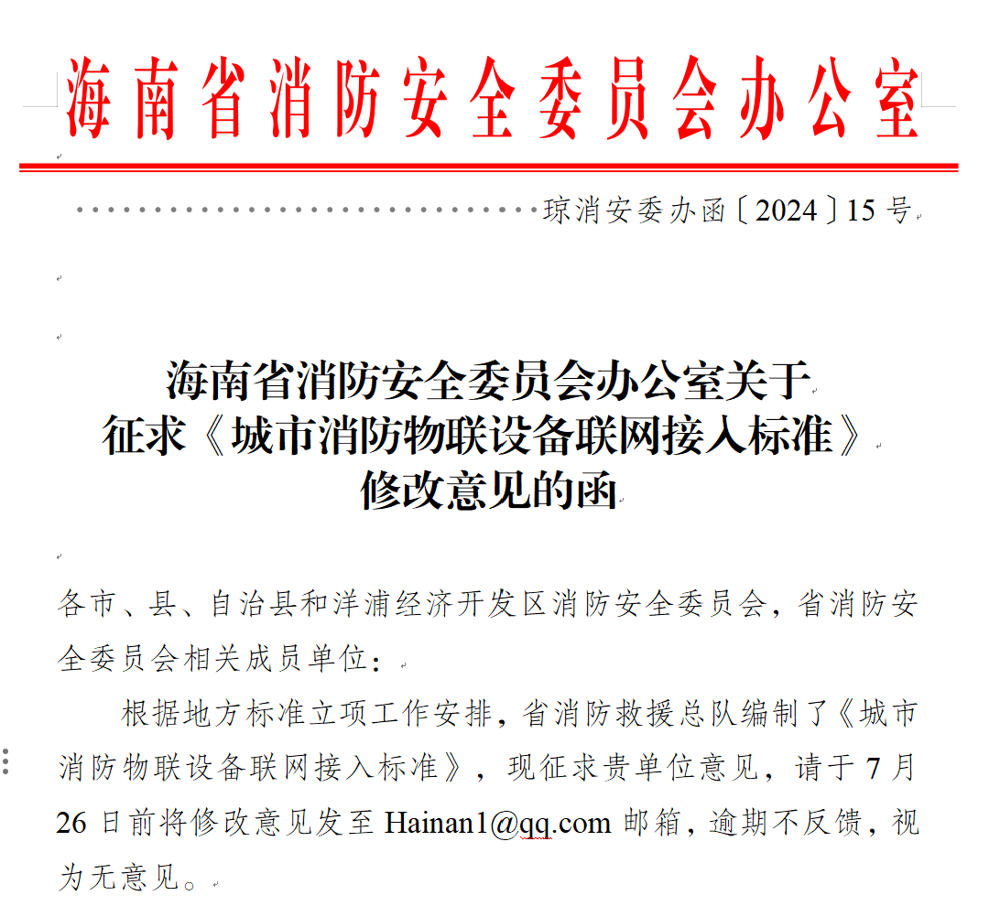 海南省消防安全委员会办公室
琼消安委办函〔2024〕15 号
海南省消防安全委员会办公室关于
征求《城市消防物联设备联网接入标准》
修改意见的函
各市、县、自治县和洋浦经济开发区消防安全委员会，省消防安
全委员会相关成员单位：
根据地方标准立项工作安排，省消防救援总队编制了《城市
消防物联设备联网接入标准》，现征求贵单位意见，请于 7 月
26 日前将修改意见发至 Hainan1@qq.com 邮箱，逾期不反馈，视
为无意见。